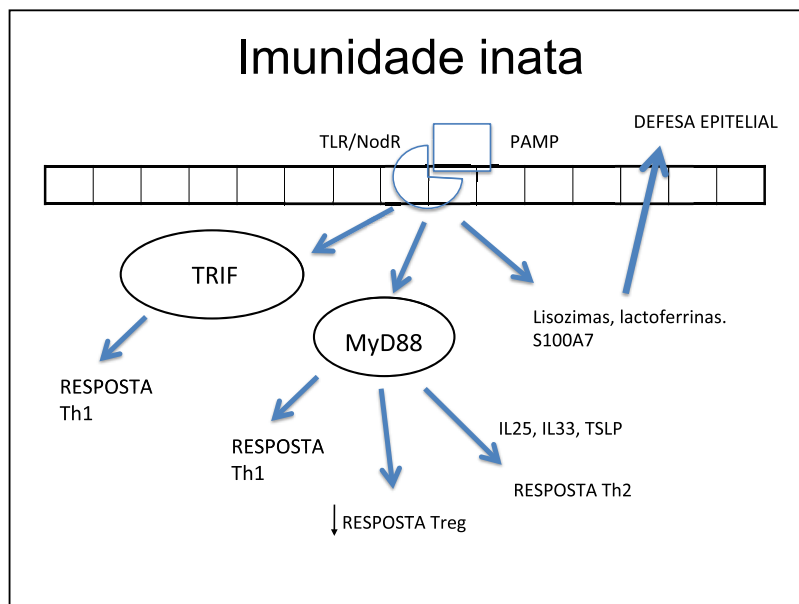 Imunidade inata
DEFESA EPITELIAL
TLR/NodR
PAMP
TRIF
Lisozimas, lactoferrinas.
S100A7
MyD88
RESPOSTA
Th1
RESPOSTA
Th1
IL25, IL33, TSLP
RESPOSTA Th2
↓ RESPOSTA Treg